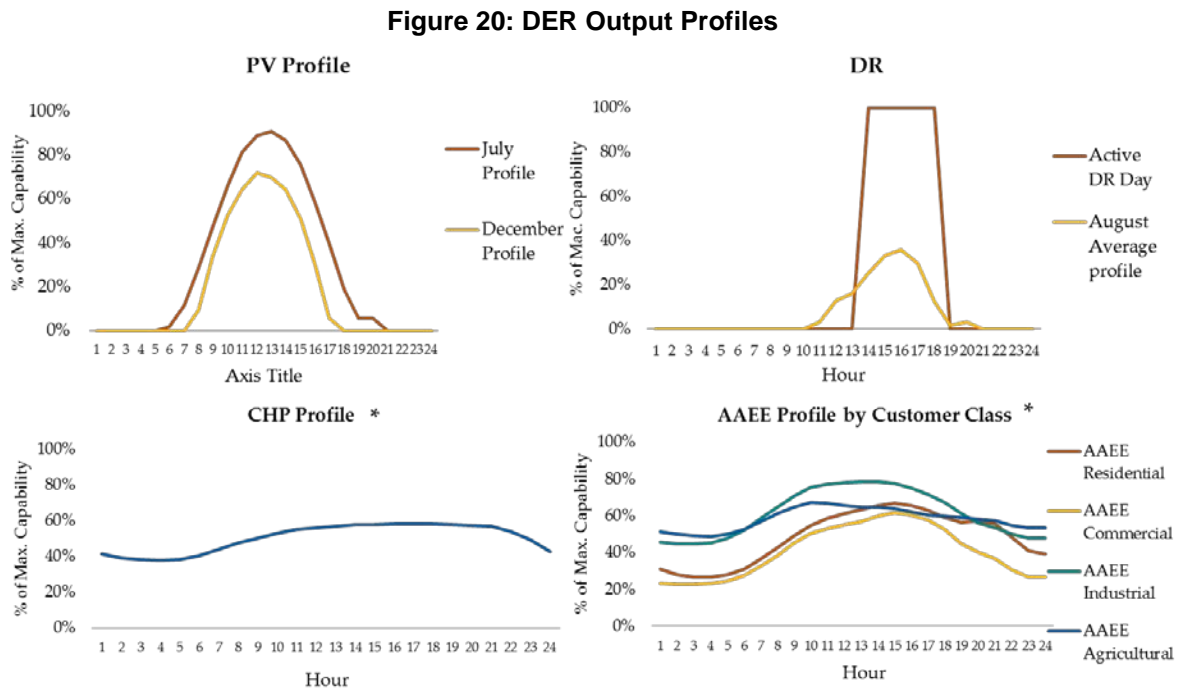 Figure 20: DER Output Profiles
PV Profile
% of Max. Capability
100%
80%
60%
40%
20%
0%
1 2 3 4 5 6 7 8 9 10 11 12 13 14 15 16 17 18 19 20 21 22 23 24
Axis Title
July
Profile
December
Profile
DR
% of Mac. Capability
100%
80%
60%
40%
20%
0%
1 2 3 4 5 6 7 8 9 10 11 12 13 14 15 16 17 18 19 20 21 22 23 24
Hour
Active
DR Day
August
Average
profile
CHP Profile *
% of Max. Capability
100%
80%
60%
40%
20%
0%
1 2 3 4 5 6 7 8 9 10 11 12 13 14 15 16 17 18 19 20 21 22 23 24
Hour
AAEE Profile by Customer Class *
% of Max. Capability
100%
80%
60%
40%
20%
0%
1 2 3 4 5 6 7 8 9 10 11 12 13 14 15 16 17 18 19 20 21 22 23 24
Hour
AAEE
Residential
AAEE
Commercial
AAEE
Industrial
AAEE
Agricultural